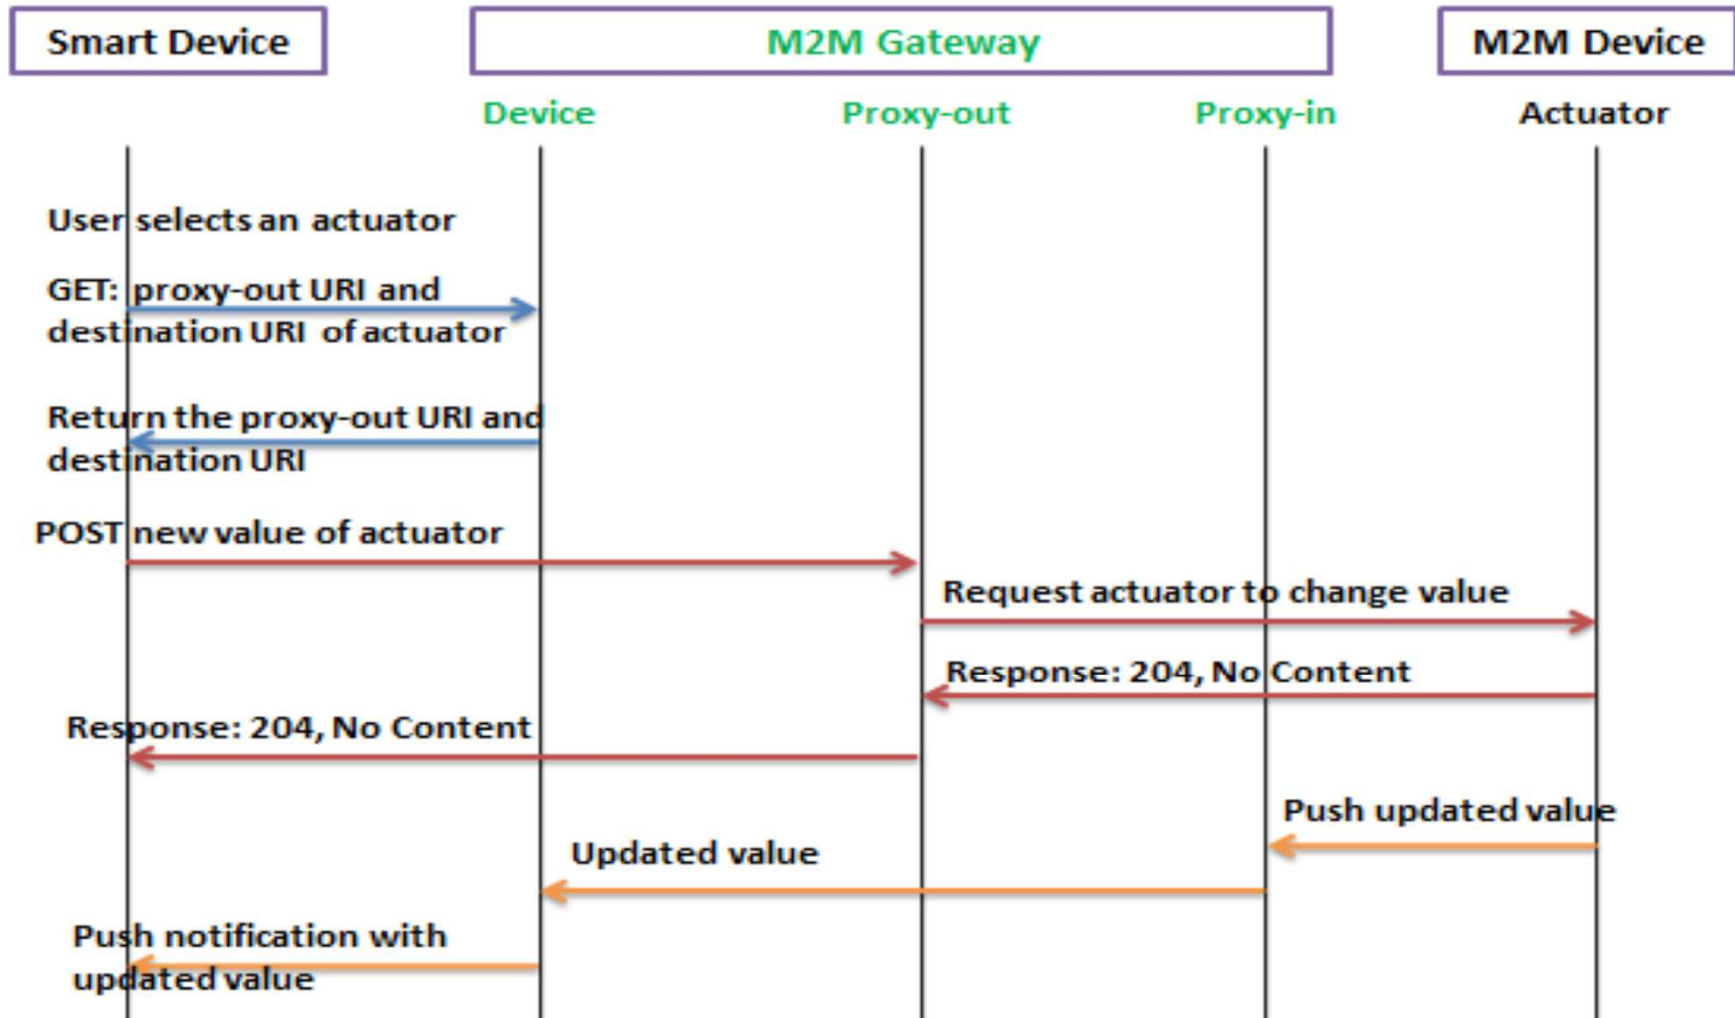 Smart Device
M2M Gateway
M2M Device
Device
Proxy-out
Proxy-in
Actuator
User selects an actuator
GET: proxy-out URI and
destination URI of actuator
Return the proxy-out URI and
destination URI
POST new value of actuator
Request actuator to change value
Response: 204, No Content
Response: 204, No Content
Push updated value
Updated value
Push notification with
updated value